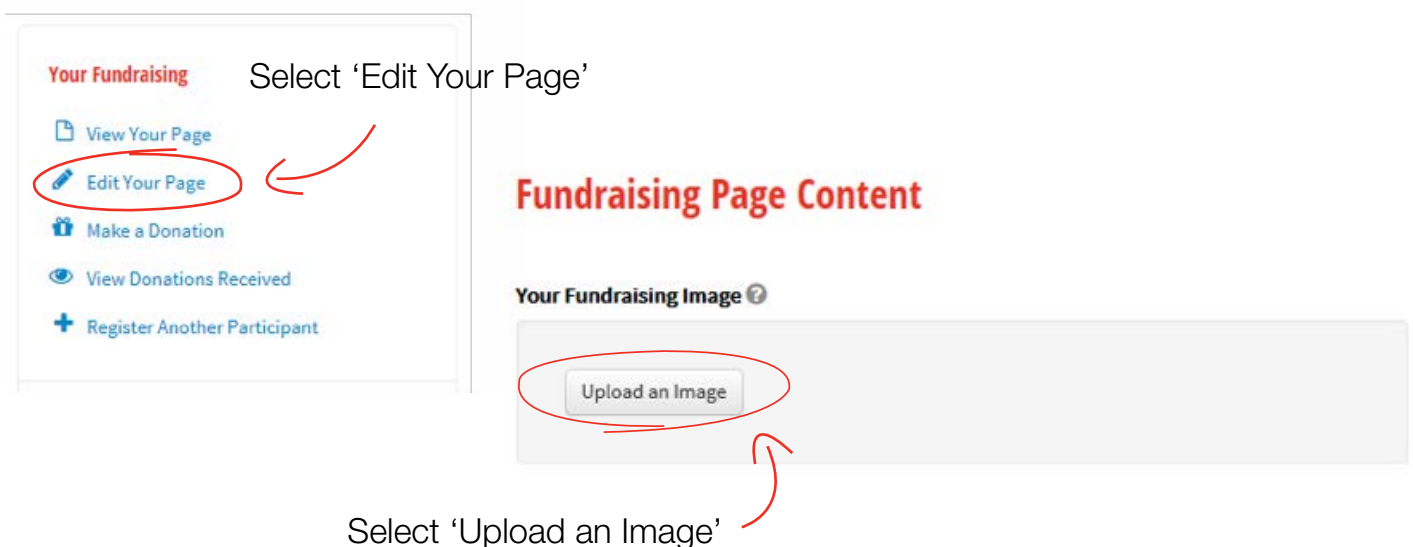 Your Fundraising
Select ‘Edit Your Page’
View Your Page
Edit Your Page
Make a Donation
View Donations Received
Register Another Participant
Fundraising Page Content
Your Fundraising Image ?
Upload an Image
Select ‘Upload an Image’